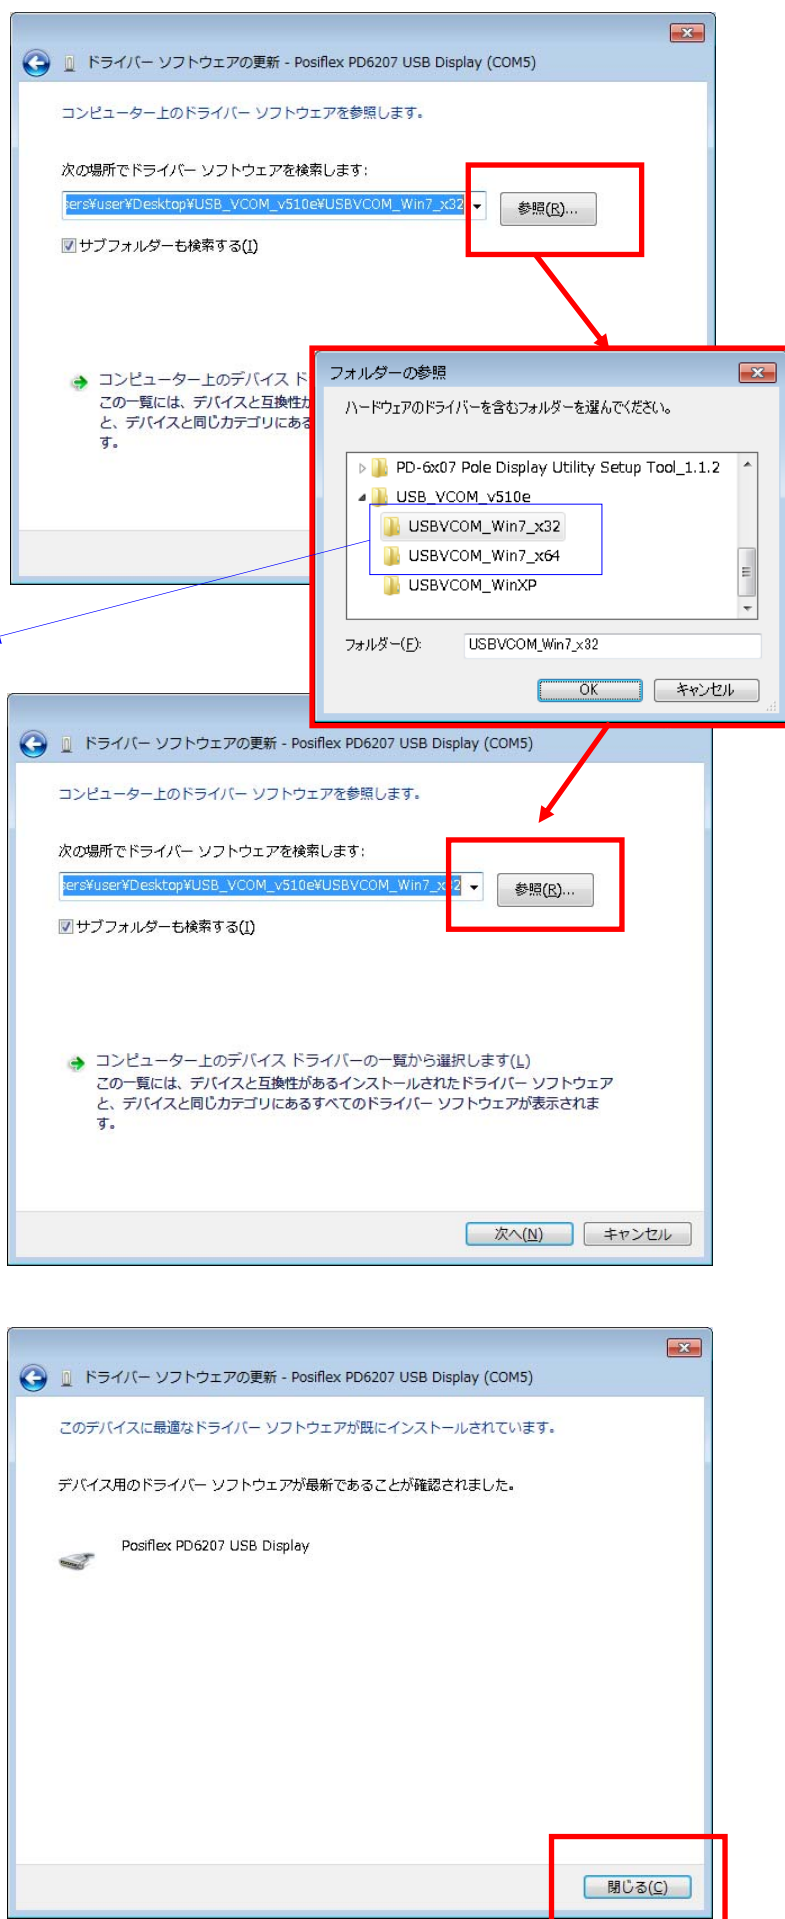 ドライバー ソフトウェアの更新 - Posiflex PD6207 USB Display (COM5)
コンピューター上のドライバー ソフトウェアを参照します。
次の場所でドライバー ソフトウェアを検索します:
sers¥user¥Desktop¥USB_VCOM_v510e¥USBVCOM_Win7_x32
参照(R)...
サブフォルダーも検索する(I)
コンピューター上のデバイス ド
この一覧には、デバイスと互換性が
と、デバイスと同じカテゴリにある
す。
フォルダーの参照
ハードウェアのドライバーを含むフォルダーを選んでください。
PD-6x07 Pole Display Utility Setup Tool_1.1.2
USB_VCOM_v510e
USBVCOM_Win7_x32
USBVCOM_Win7_x64
USBVCOM_WinXP
フォルダー(F):
USBVCOM_Win7_x32
OK
キャンセル
ドライバー ソフトウェアの更新 - Posiflex PD6207 USB Display (COM5)
コンピューター上のドライバー ソフトウェアを参照します。
次の場所でドライバー ソフトウェアを検索します:
sers¥user¥Desktop¥USB_VCOM_v510e¥USBVCOM_Win7_x32
参照(R)...
サブフォルダーも検索する(I)
コンピューター上のデバイス ドライバーの一覧から選択します(L)
この一覧には、デバイスと互換性があるインストールされたドライバー ソフトウェア
と、デバイスと同じカテゴリにあるすべてのドライバー ソフトウェアが表示されま
す。
次へ(N)
キャンセル
ドライバー ソフトウェアの更新 - Posiflex PD6207 USB Display (COM5)
このデバイスに最適なドライバー ソフトウェアが既にインストールされています。
デバイス用のドライバー ソフトウェアが最新であることが確認されました。
Posiflex PD6207 USB Display
閉じる(C)